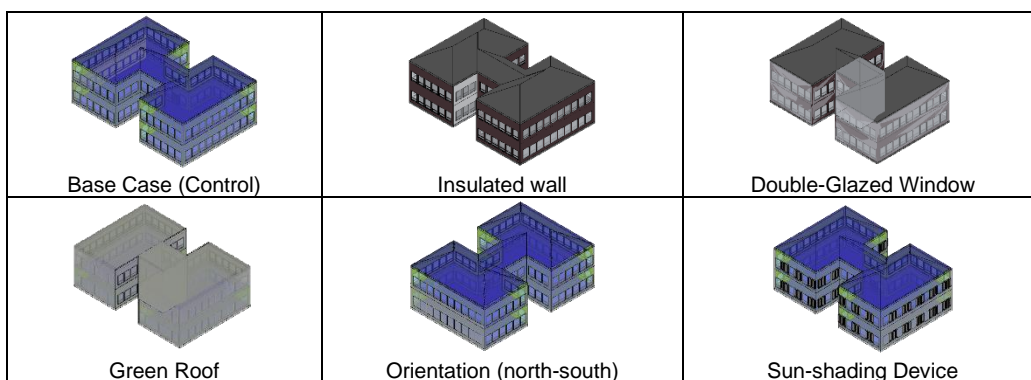 Base Case (Control)
Insulated wall
Double-Glazed Window
Green Roof
Orientation (north-south)
Sun-shading Device